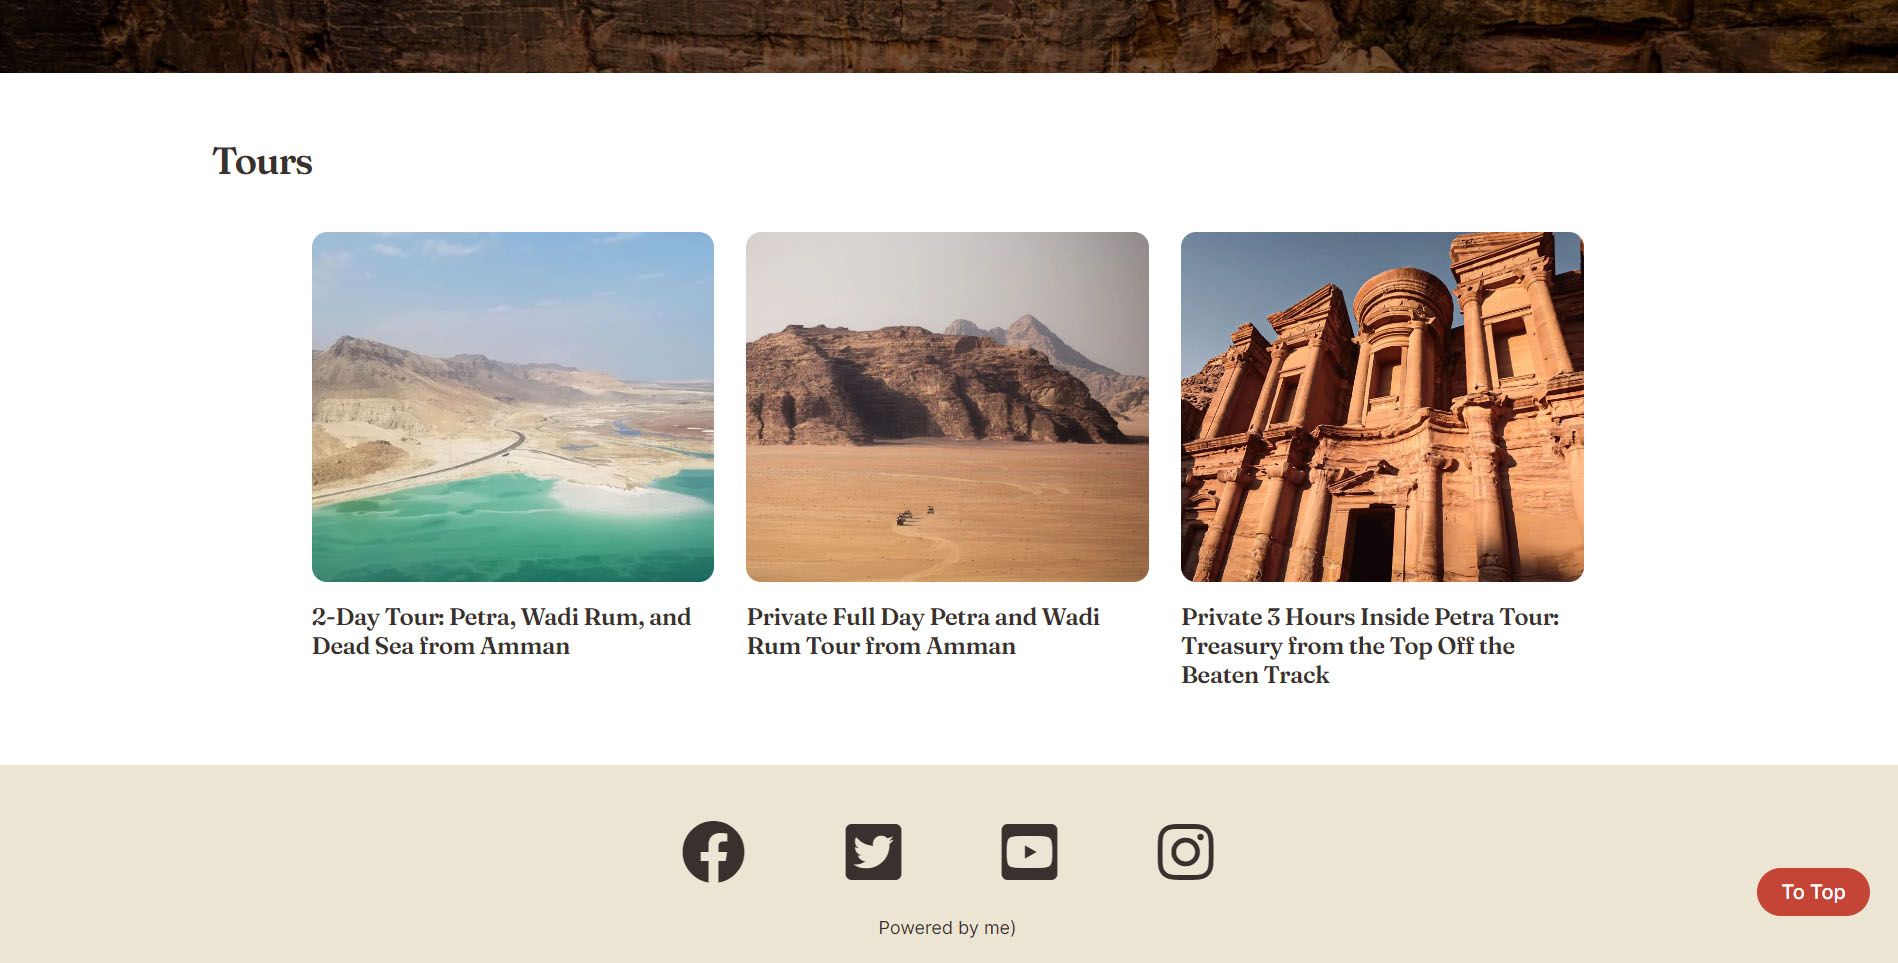 Tours
2-Day Tour: Petra, Wadi Rum, and
Dead Sea from Amman
Private Full Day Petra and Wadi
Rum Tour from Amman
Private 3 Hours Inside Petra Tour:
Treasury from the Top Off the
Beaten Track
Powered by me)
To Top